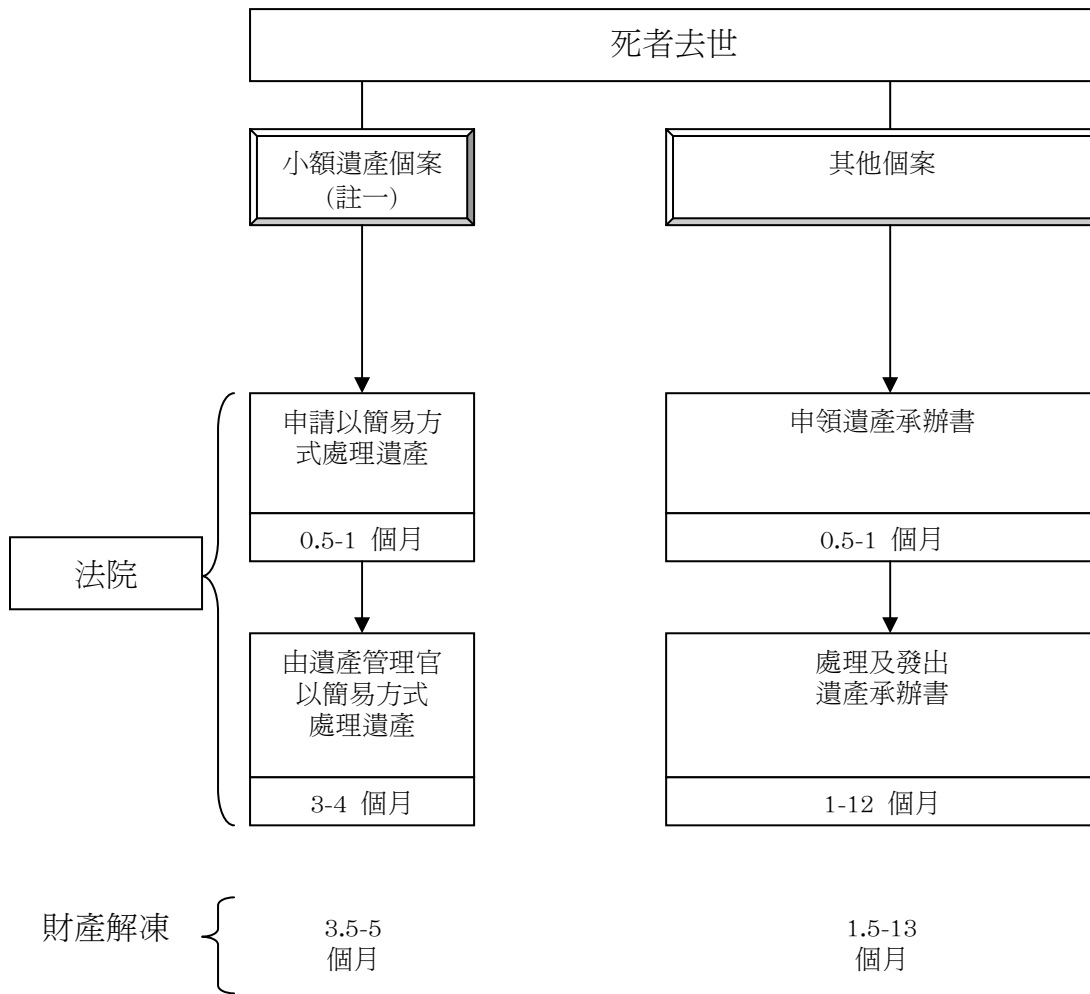 死者去世
小額遺產個案
(註一)
其他個案
申請以簡易方
式處理遺產
0.5-1 個月
申領遺產承辦書
0.5-1 個月
法院
由遺產管理官
以簡易方式
處理遺產
3-4 個月
處理及發出
遺產承辦書
1-12 個月
財產解凍
3.5-5
個月
1.5-13
個月